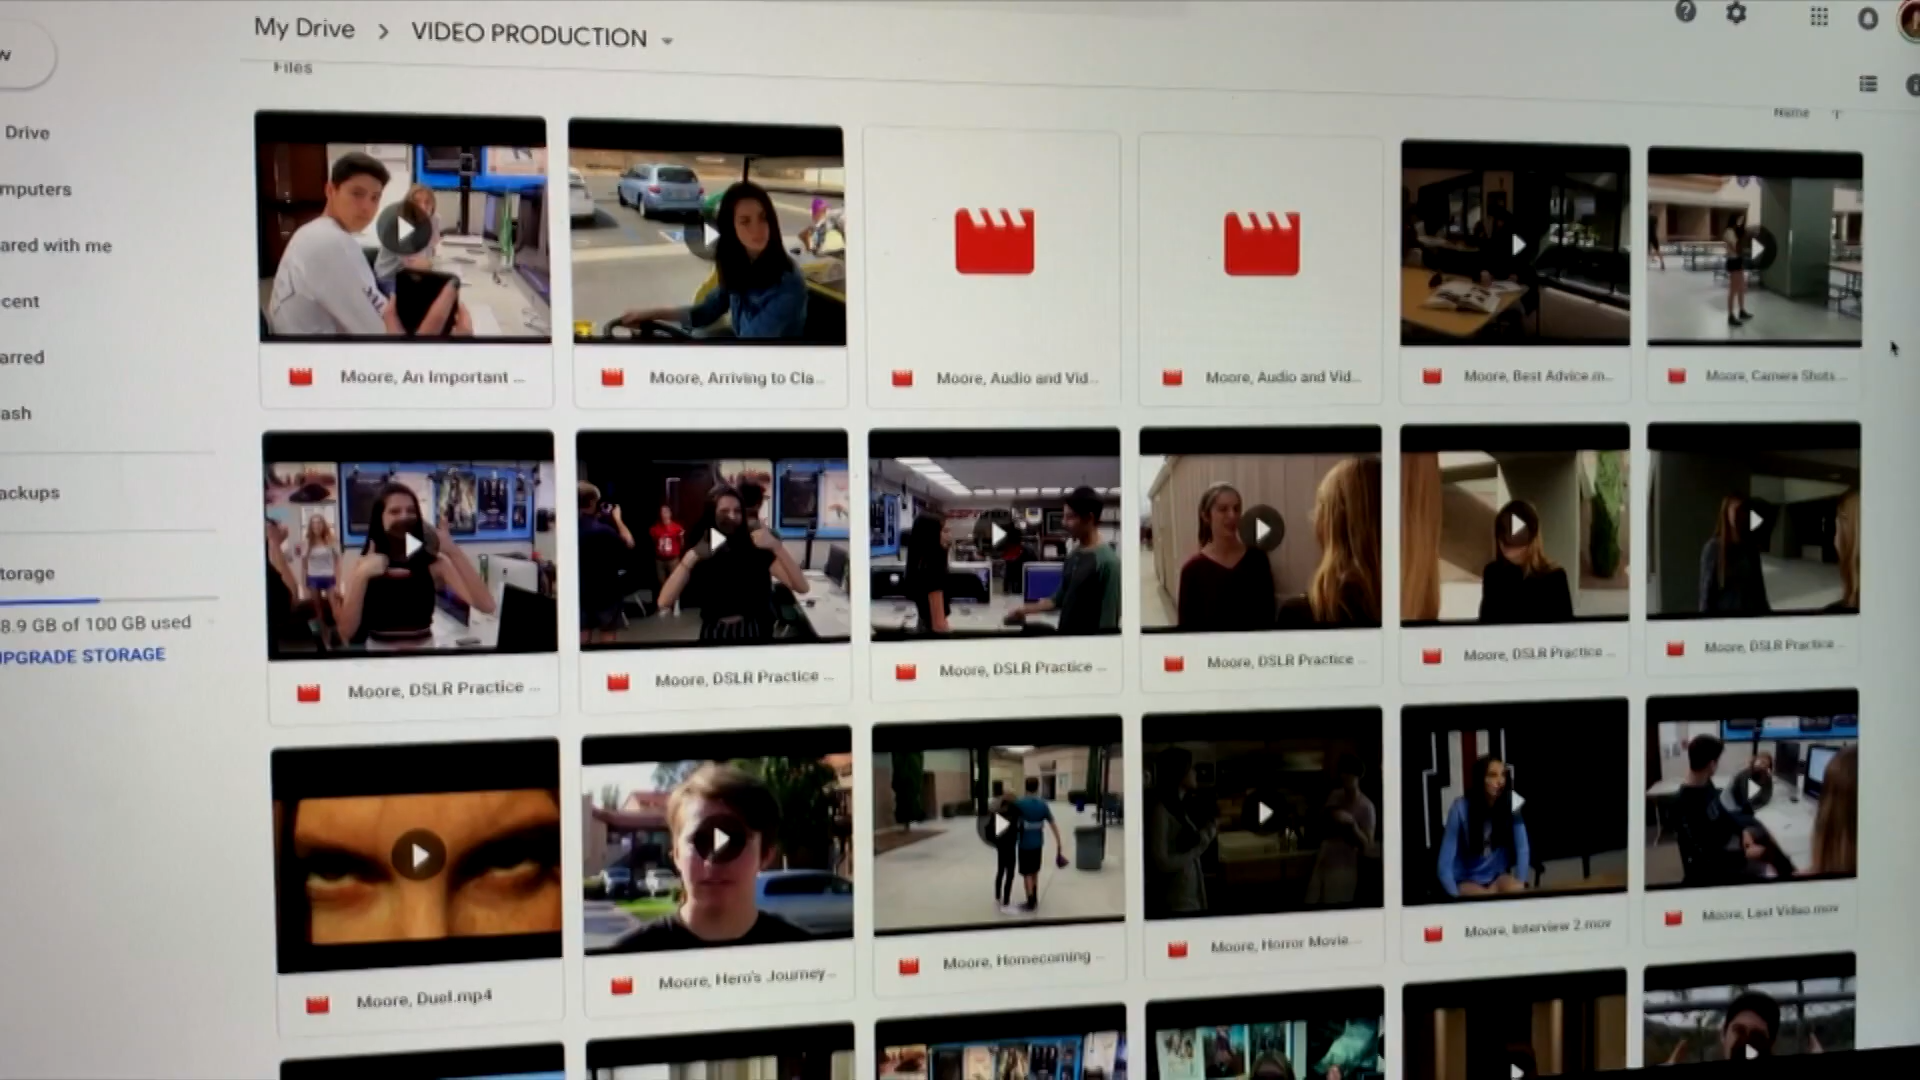 My Drive > VIDEO PRODUCTION
Files
Name
Drive
mputers
ared with me
cent
arred
ash
ackups
torage
8.9 GB of 100 GB used
UPGRADE STORAGE
Moore, An Important ...
Moore, Arriving to Cla...
Moore, Audio and Vid...
Moore, Audio and Vid...
Moore, Best Advice.m...
Moore, Camera Shots...
Moore, DSLR Practice ...
Moore, DSLR Practice ...
Moore, DSLR Practice ...
Moore, DSLR Practice ...
Moore, DSLR Practice ...
Moore, DSLR Practice ...
Moore, Duel.mp4
Moore, Hero's Journey...
Moore, Homecoming ...
Moore, Horror Movie...
Moore, Interview 2.mov
Moore, Last Video.mov